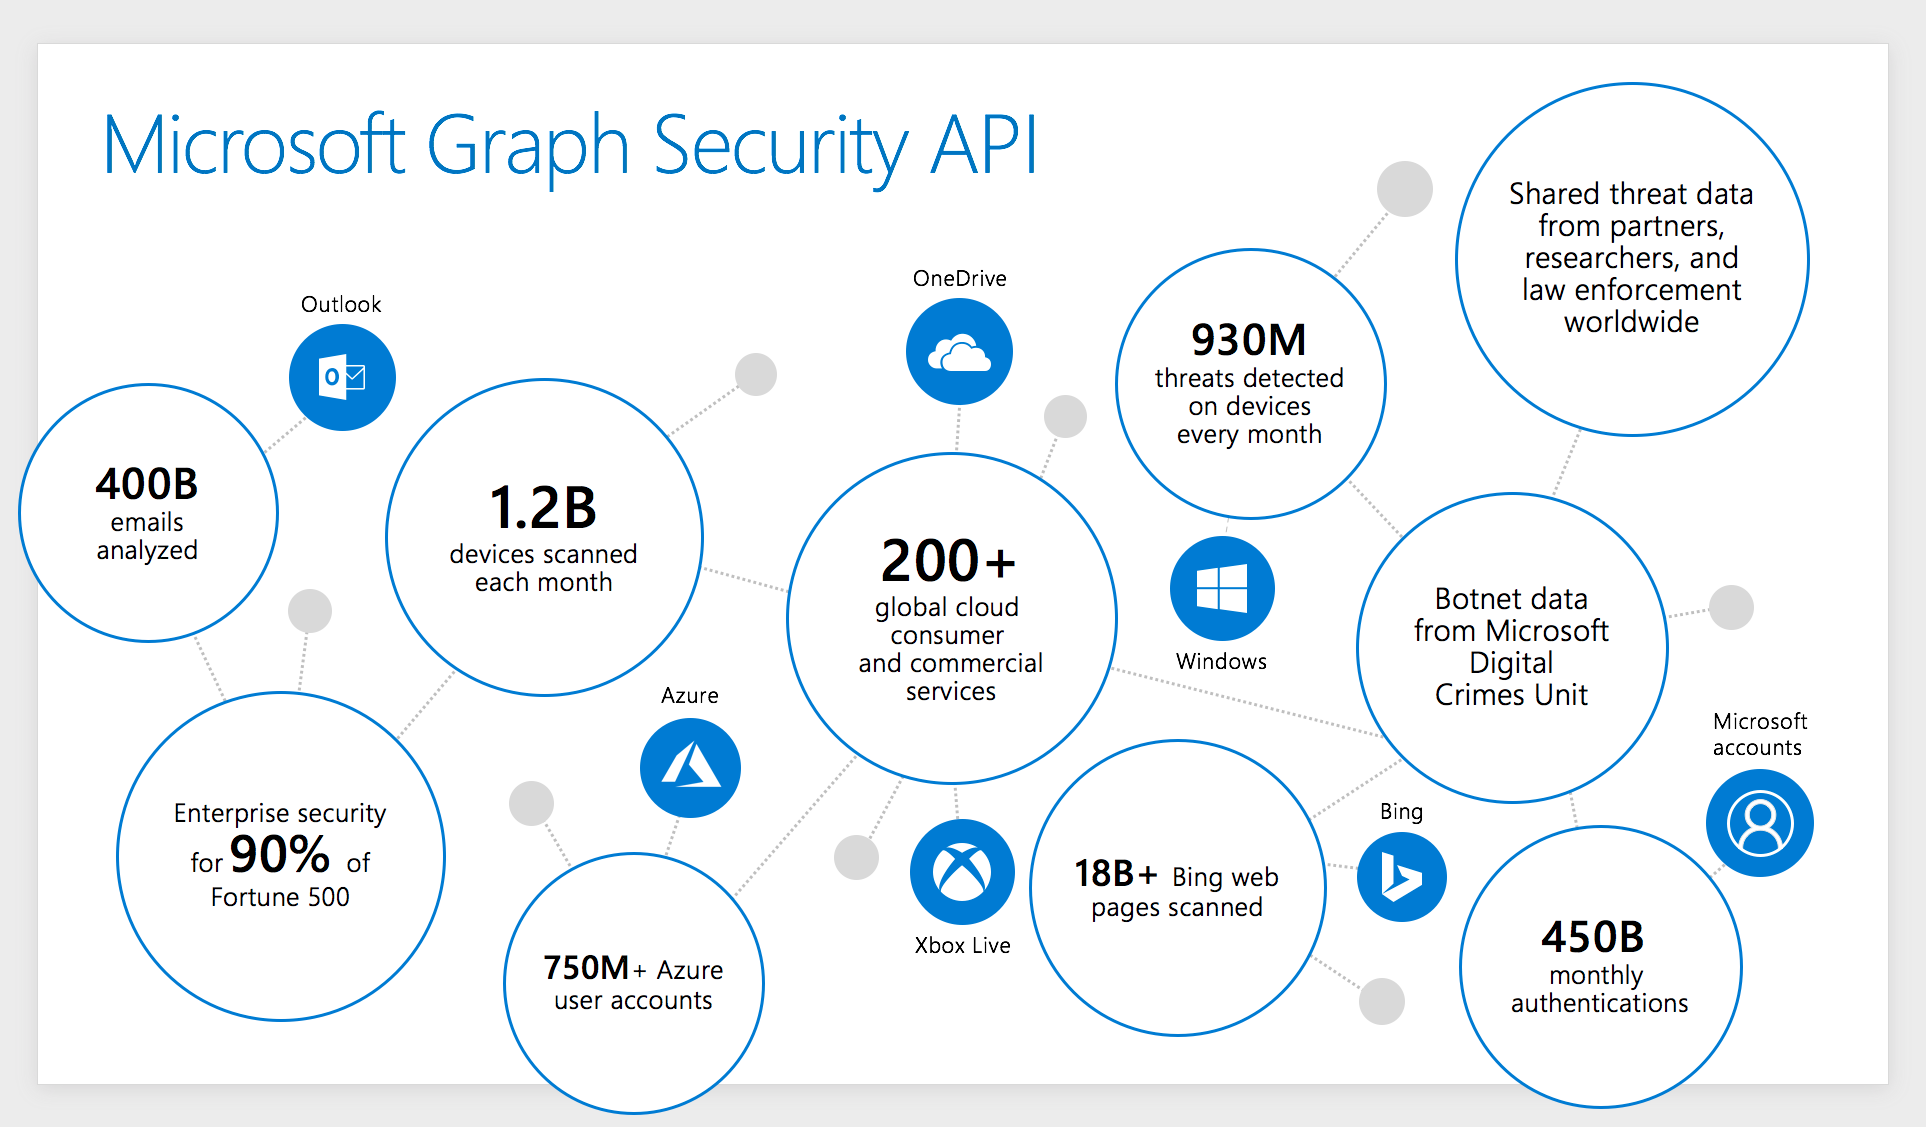 Microsoft Graph Security API
Shared threat data
from partners,
researchers, and
law enforcement
worldwide
OneDrive
Outlook
930M
threats detected
on devices
every month
400B
emails
analyzed
1.2B
devices scanned
each month
200+
global cloud
consumer
and commercial
services
Windows
Botnet data
from Microsoft
Digital
Crimes Unit
Azure
Microsoft
accounts
Enterprise security
for 90% of
Fortune 500
Bing
18B+ Bing web
pages scanned
Xbox Live
750M+ Azure
user accounts
450B
monthly
authentications